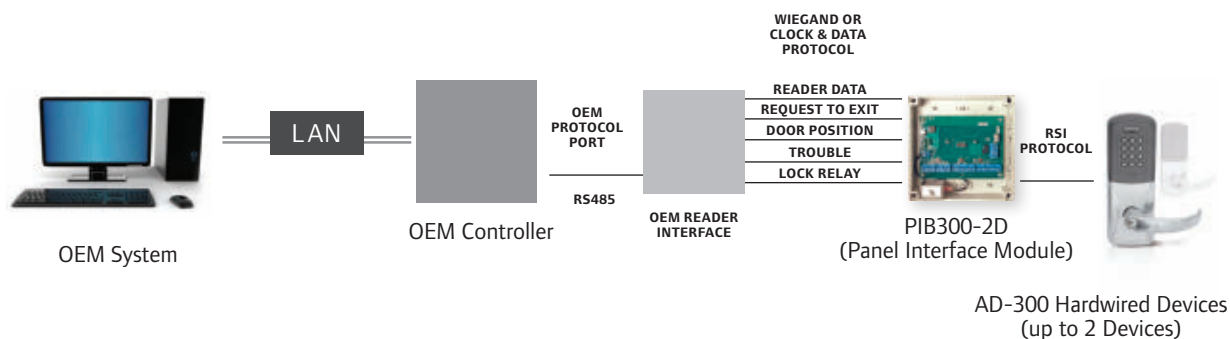 WIEGAND OR
CLOCK & DATA
PROTOCOL
READER DATA
REQUEST TO EXIT
DOOR POSITION
TROUBLE
LOCK RELAY
LAN
OEM
PROTOCOL
PORT
RS485
RSI
PROTOCOL
OEM System
OEM Controller
OEM READER
INTERFACE
PIB300-2D
(Panel Interface Module)
AD-300 Hardwired Devices
(up to 2 Devices)